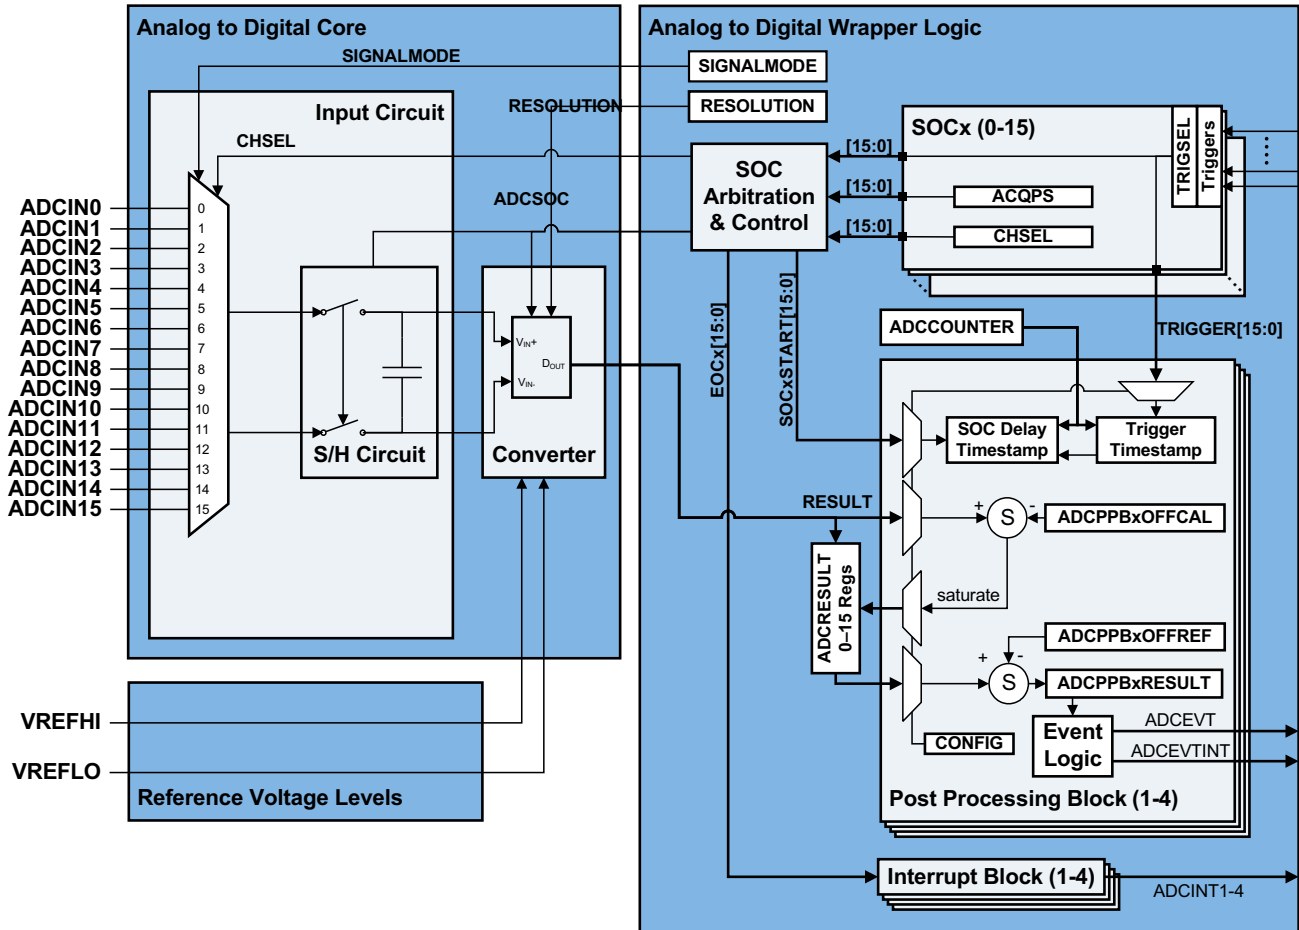 Analog to Digital Core
SIGNALMODE
Input Circuit
RESOLUTION
CHSEL
ADCSOC
ADCIN0
ADCIN1
ADCIN2
ADCIN3
ADCIN4
ADCIN5
ADCIN6
ADCIN7
ADCIN8
ADCIN9
ADCIN10
ADCIN11
ADCIN12
ADCIN13
ADCIN14
ADCIN15
0
1
2
3
4
5
6
7
8
9
10
11
12
13
14
15
S/H Circuit
VIN+
DOUT
VIN-
Converter
VREFHI
VREFLO
Reference Voltage Levels
Analog to Digital Wrapper Logic
SIGNALMODE
RESOLUTION
SOC
Arbitration
& Control
[15:0]
[15:0]
[15:0]
SOCx (0-15)
ACQPS
CHSEL
TRIGSEL
Triggers
EOCx[15:0]
SOCxSTART[15:0]
TRIGGER[15:0]
ADCCOUNTER
SOC Delay
Timestamp
Trigger
Timestamp
RESULT
+
S
-
ADCPPBxOFFCAL
saturate
ADCRESULT
0–15 Regs
ADCPPBxOFFREF
+
-
S
ADCPPBxRESULT
CONFIG
Event
Logic
ADCEVT
ADCEVTINT
Post Processing Block (1-4)
Interrupt Block (1-4)
ADCINT1-4